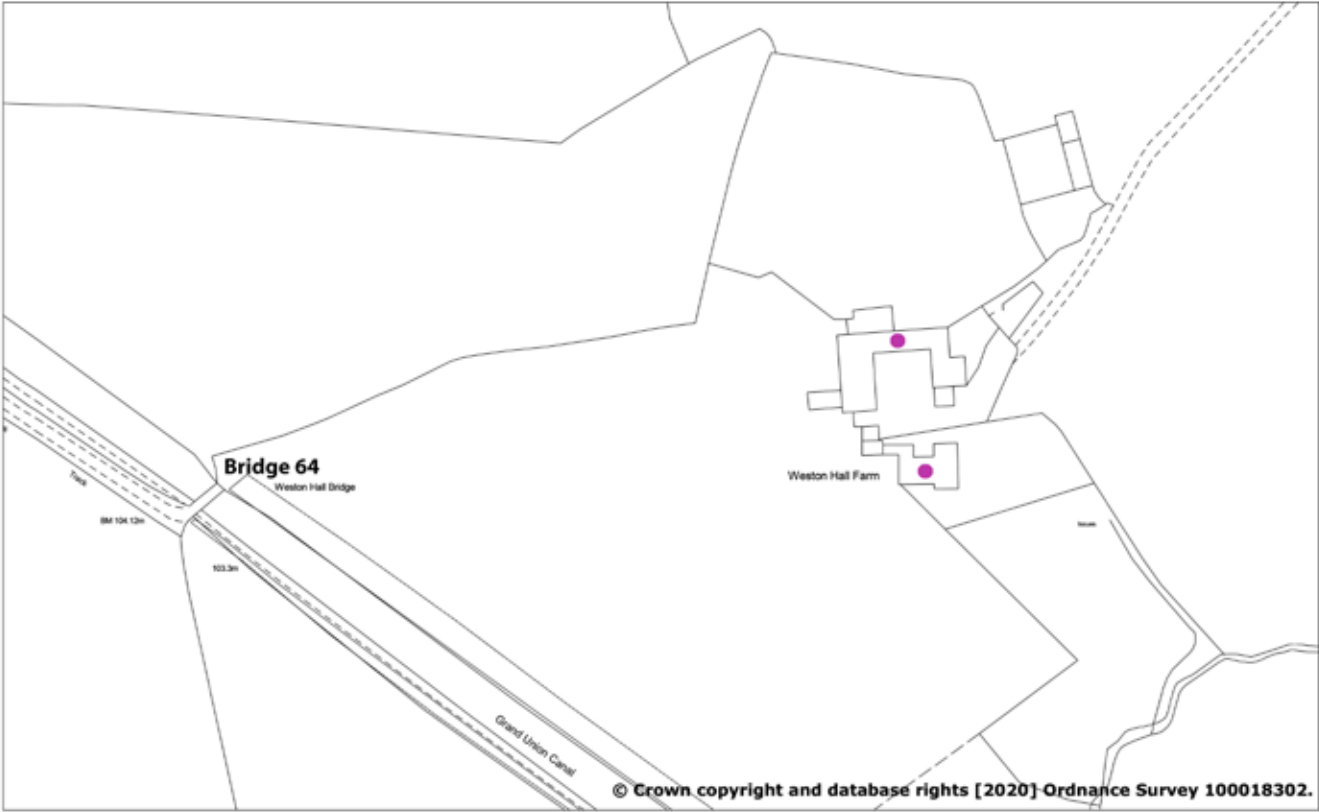 Bridge 64
Weston Hall Bridge
Weston Hall Farm
Track
BM 104.12m
Issues
103.3m
Grand Union Canal
© Crown copyright and database rights [2020] Ordnance Survey 100018302.